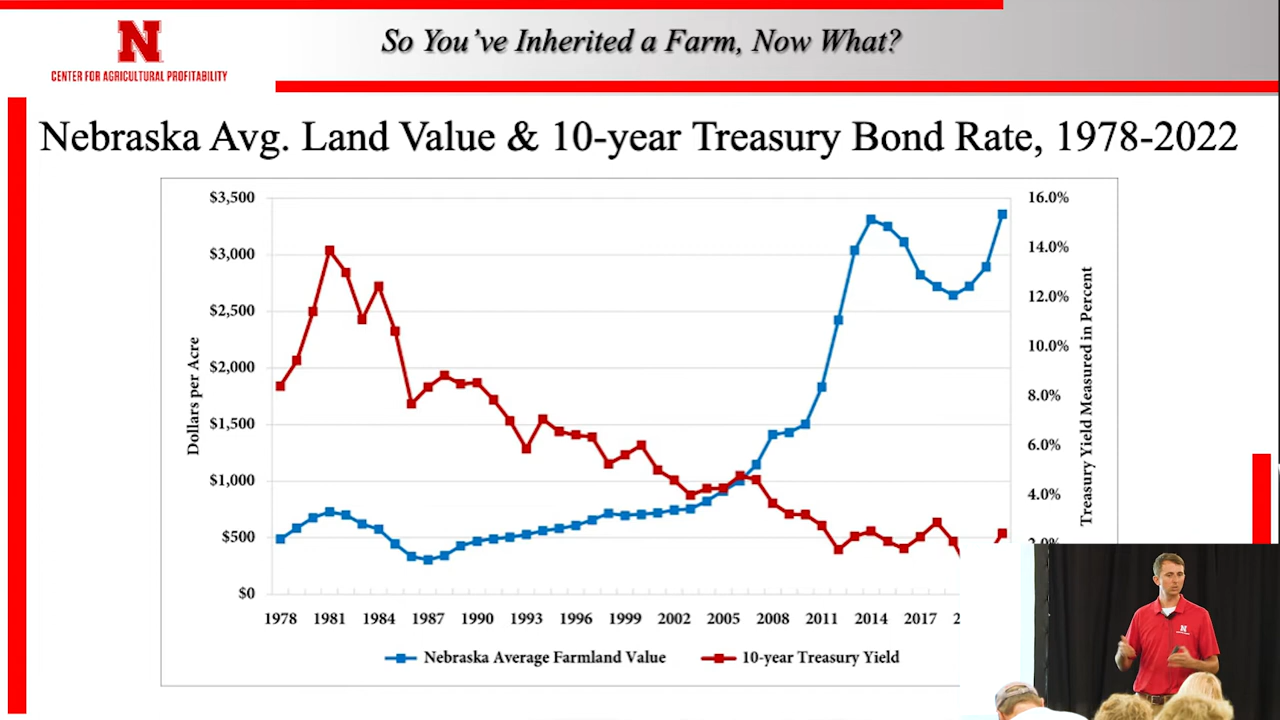 So You've Inherited a Farm, Now What?
N
CENTER FOR AGRICULTURAL PROFITABILITY
Nebraska Avg. Land Value & 10-year Treasury Bond Rate, 1978-2022
$3,500
$3,000
$2,500
$2,000
$1,500
$1,000
$500
$0
Dollars per Acre
16.0%
14.0%
12.0%
10.0%
8.0%
6.0%
4.0%
Treasury Yield Measured in Percent
1978 1981 1984 1987 1990 1993 1996 1999 2002 2005 2008 2011 2014 2017
Nebraska Average Farmland Value 10-year Treasury Yield
N